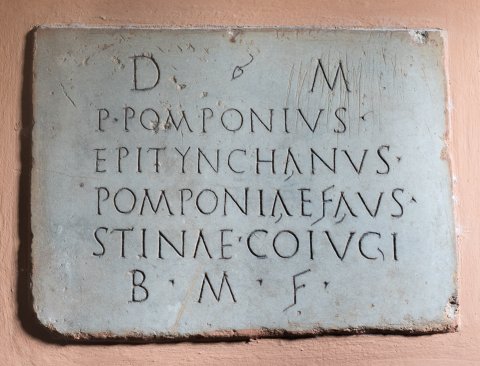 D M
P·POMPONIVS·
EPITYNCHANVS·
POMPONIAE FAVS·
STINAE·COIVGI
B·M·F·